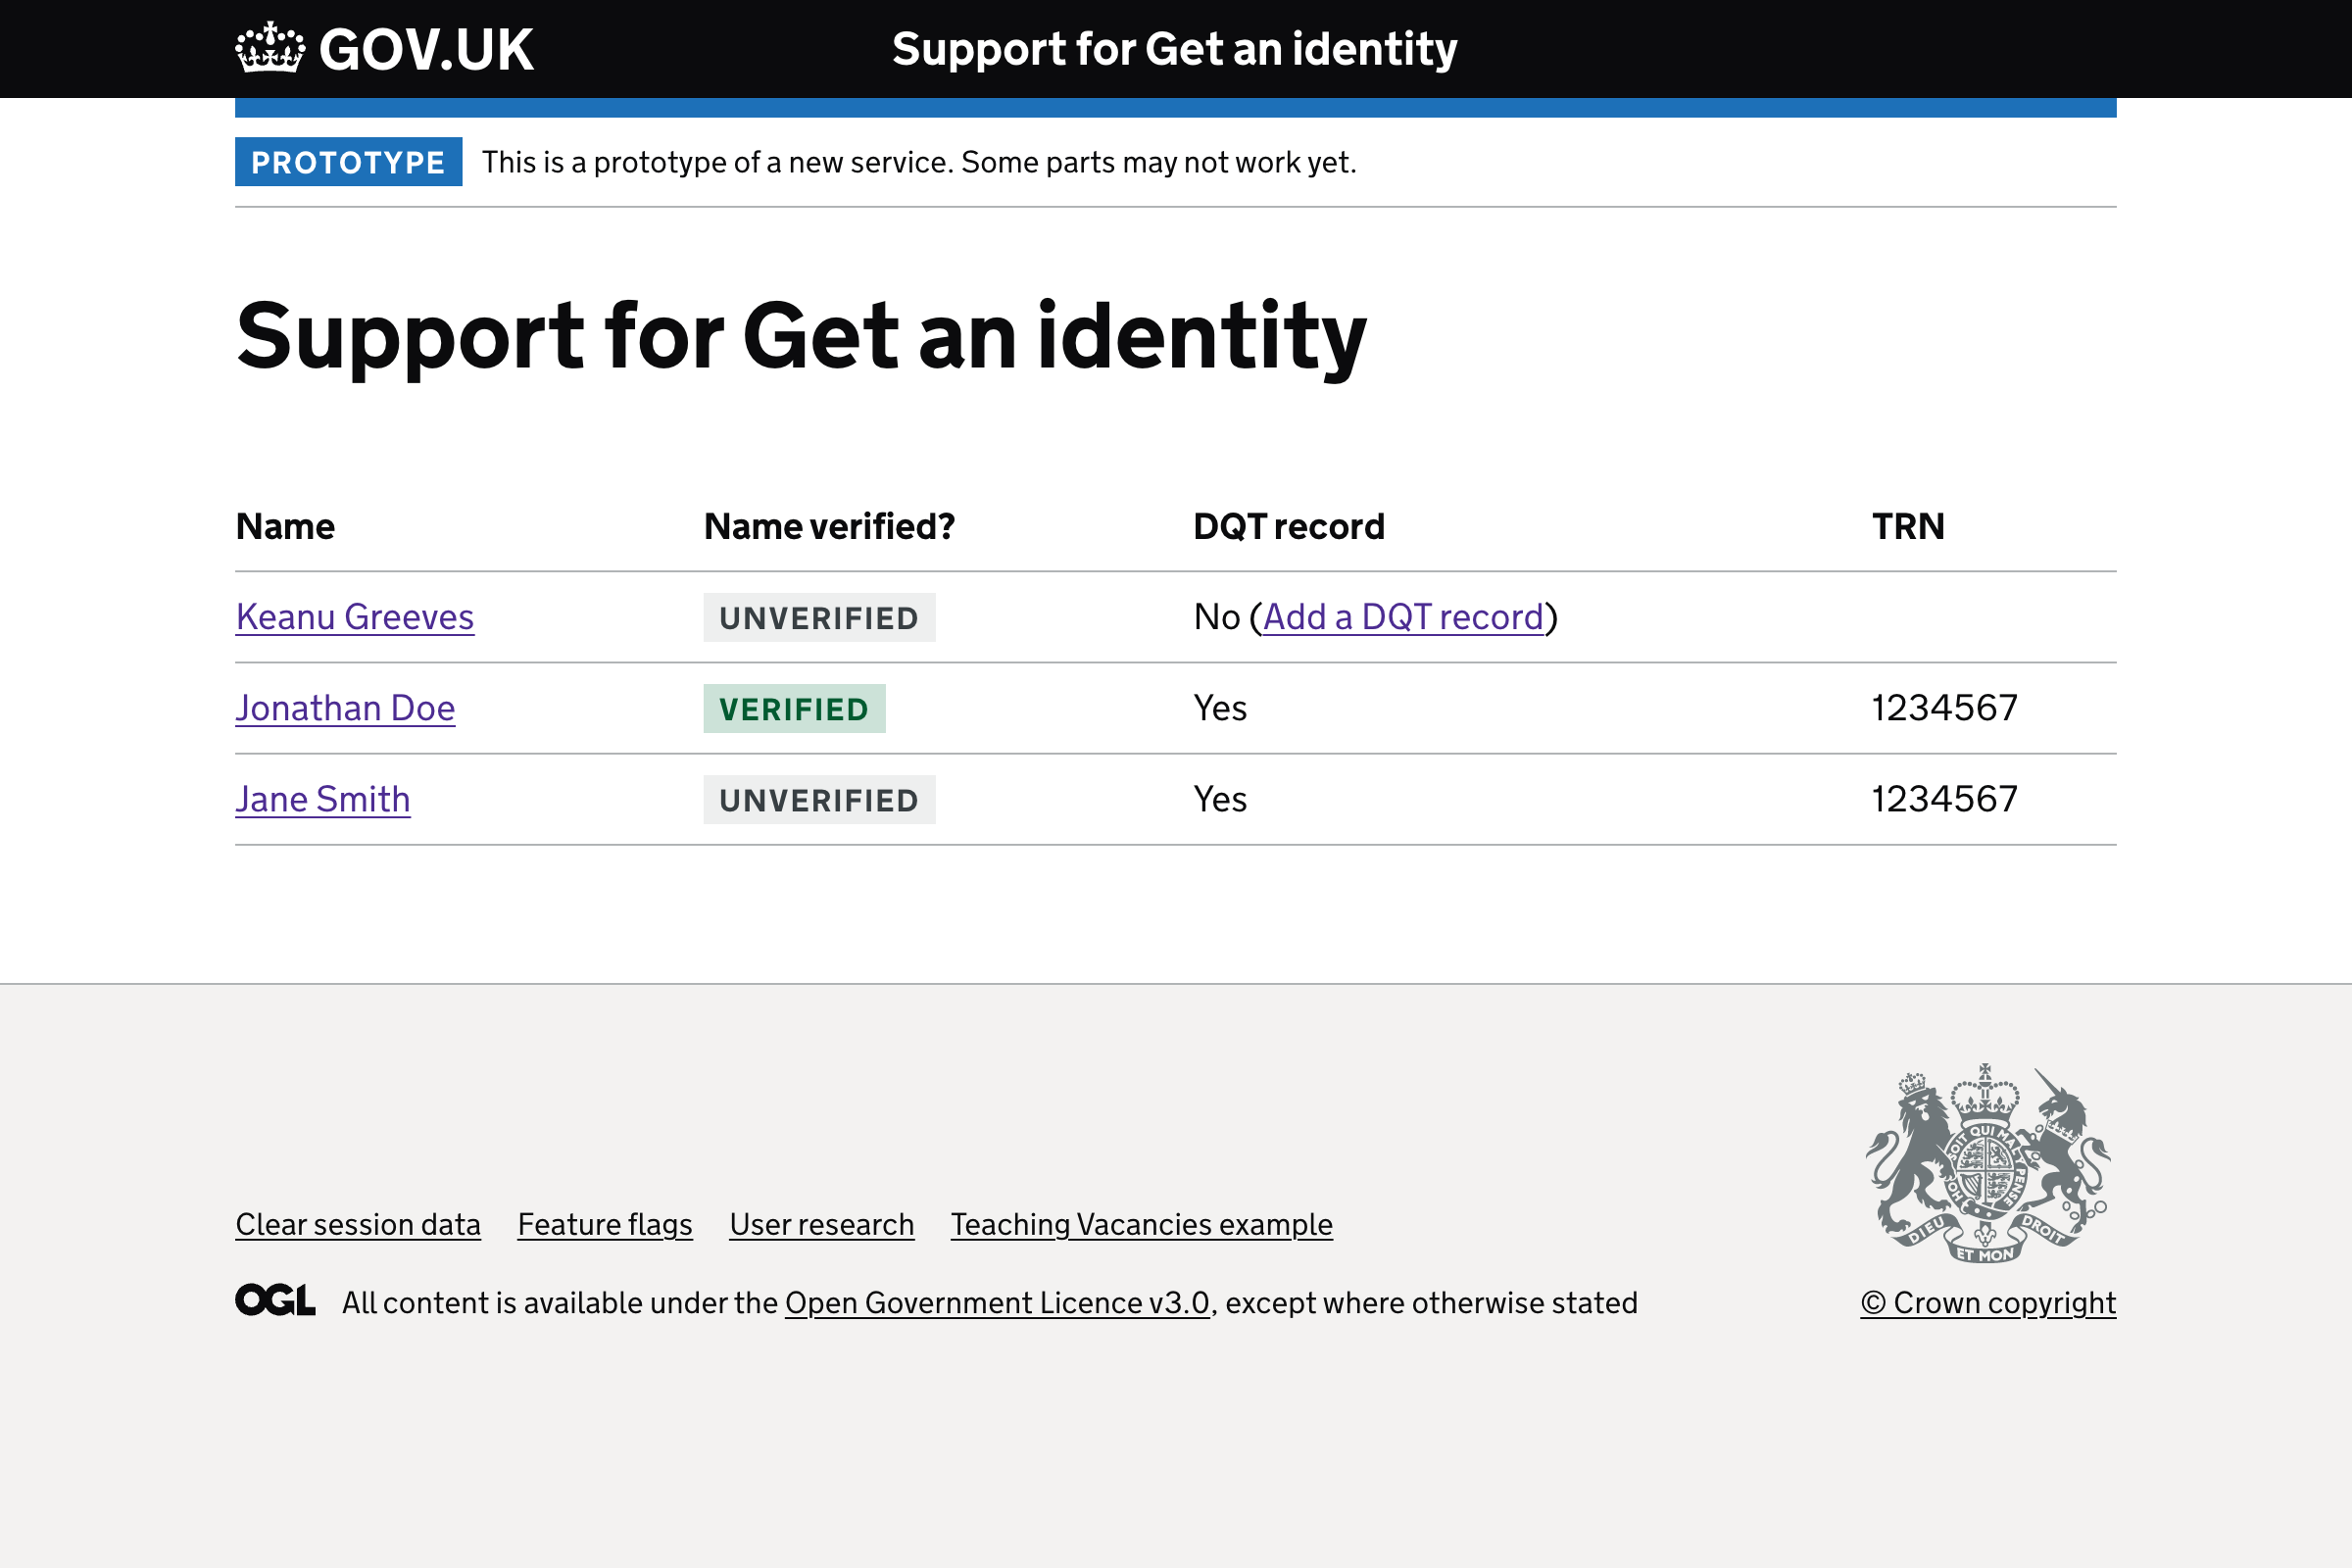 GOV.UK Support for Get an identity
PROTOTYPE This is a prototype of a new service. Some parts may not work yet.
Support for Get an identity
Name Name verified? DQT record TRN
Keanu Greeves UNVERIFIED No (Add a DQT record)
Jonathan Doe VERIFIED Yes 1234567
Jane Smith UNVERIFIED Yes 1234567
Clear session data Feature flags User research Teaching Vacancies example
OGL All content is available under the Open Government Licence v3.0, except where otherwise stated
SOIT QUI MAL Y PENSE
DIEU ET MON DROIT
© Crown copyright